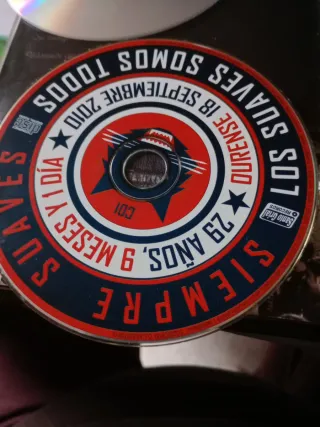 LOS SUAVES SOMOS TODOS
SIEMPRE SUAVES
OURENSE 18 SEPTIEMBRE 2010
29 AÑOS, 9 MESES Y 1 DÍA
CD1